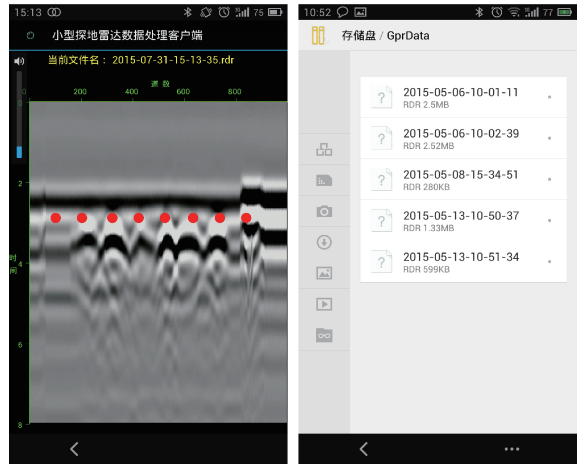 15:13
75
小型探地雷达数据处理客户端
当前文件名： 2015-07-31-15-13-35.rdr
道 数
0
200
400
600
800
0
2
时间
4
6
8
10:52
77
存储盘 / GprData
2015-05-06-10-01-11
RDR 2.5MB
2015-05-06-10-02-39
RDR 2.52MB
2015-05-08-15-34-51
RDR 280KB
2015-05-13-10-50-37
RDR 1.33MB
2015-05-13-10-51-34
RDR 599KB